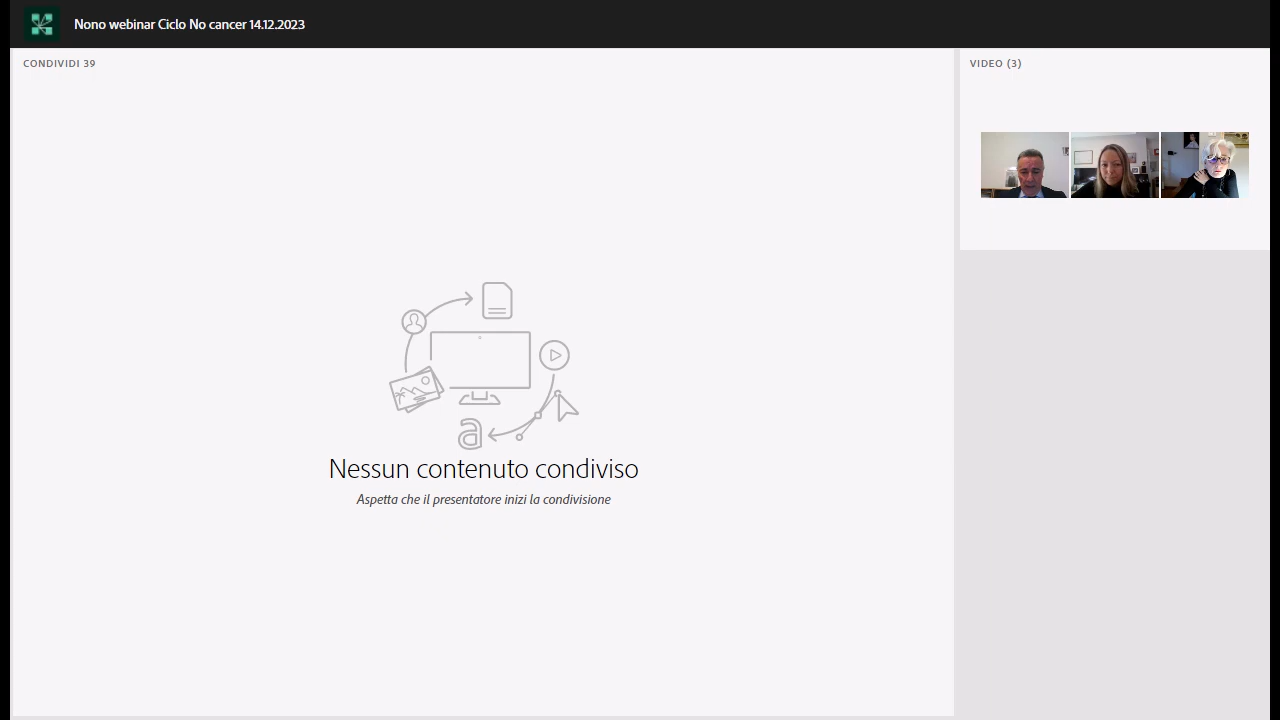 Nono webinar Ciclo No cancer 14.12.2023
CONDIVIDI 39
VIDEO (3)
a
Nessun contenuto condiviso
Aspetta che il presentatore inizi la condivisione